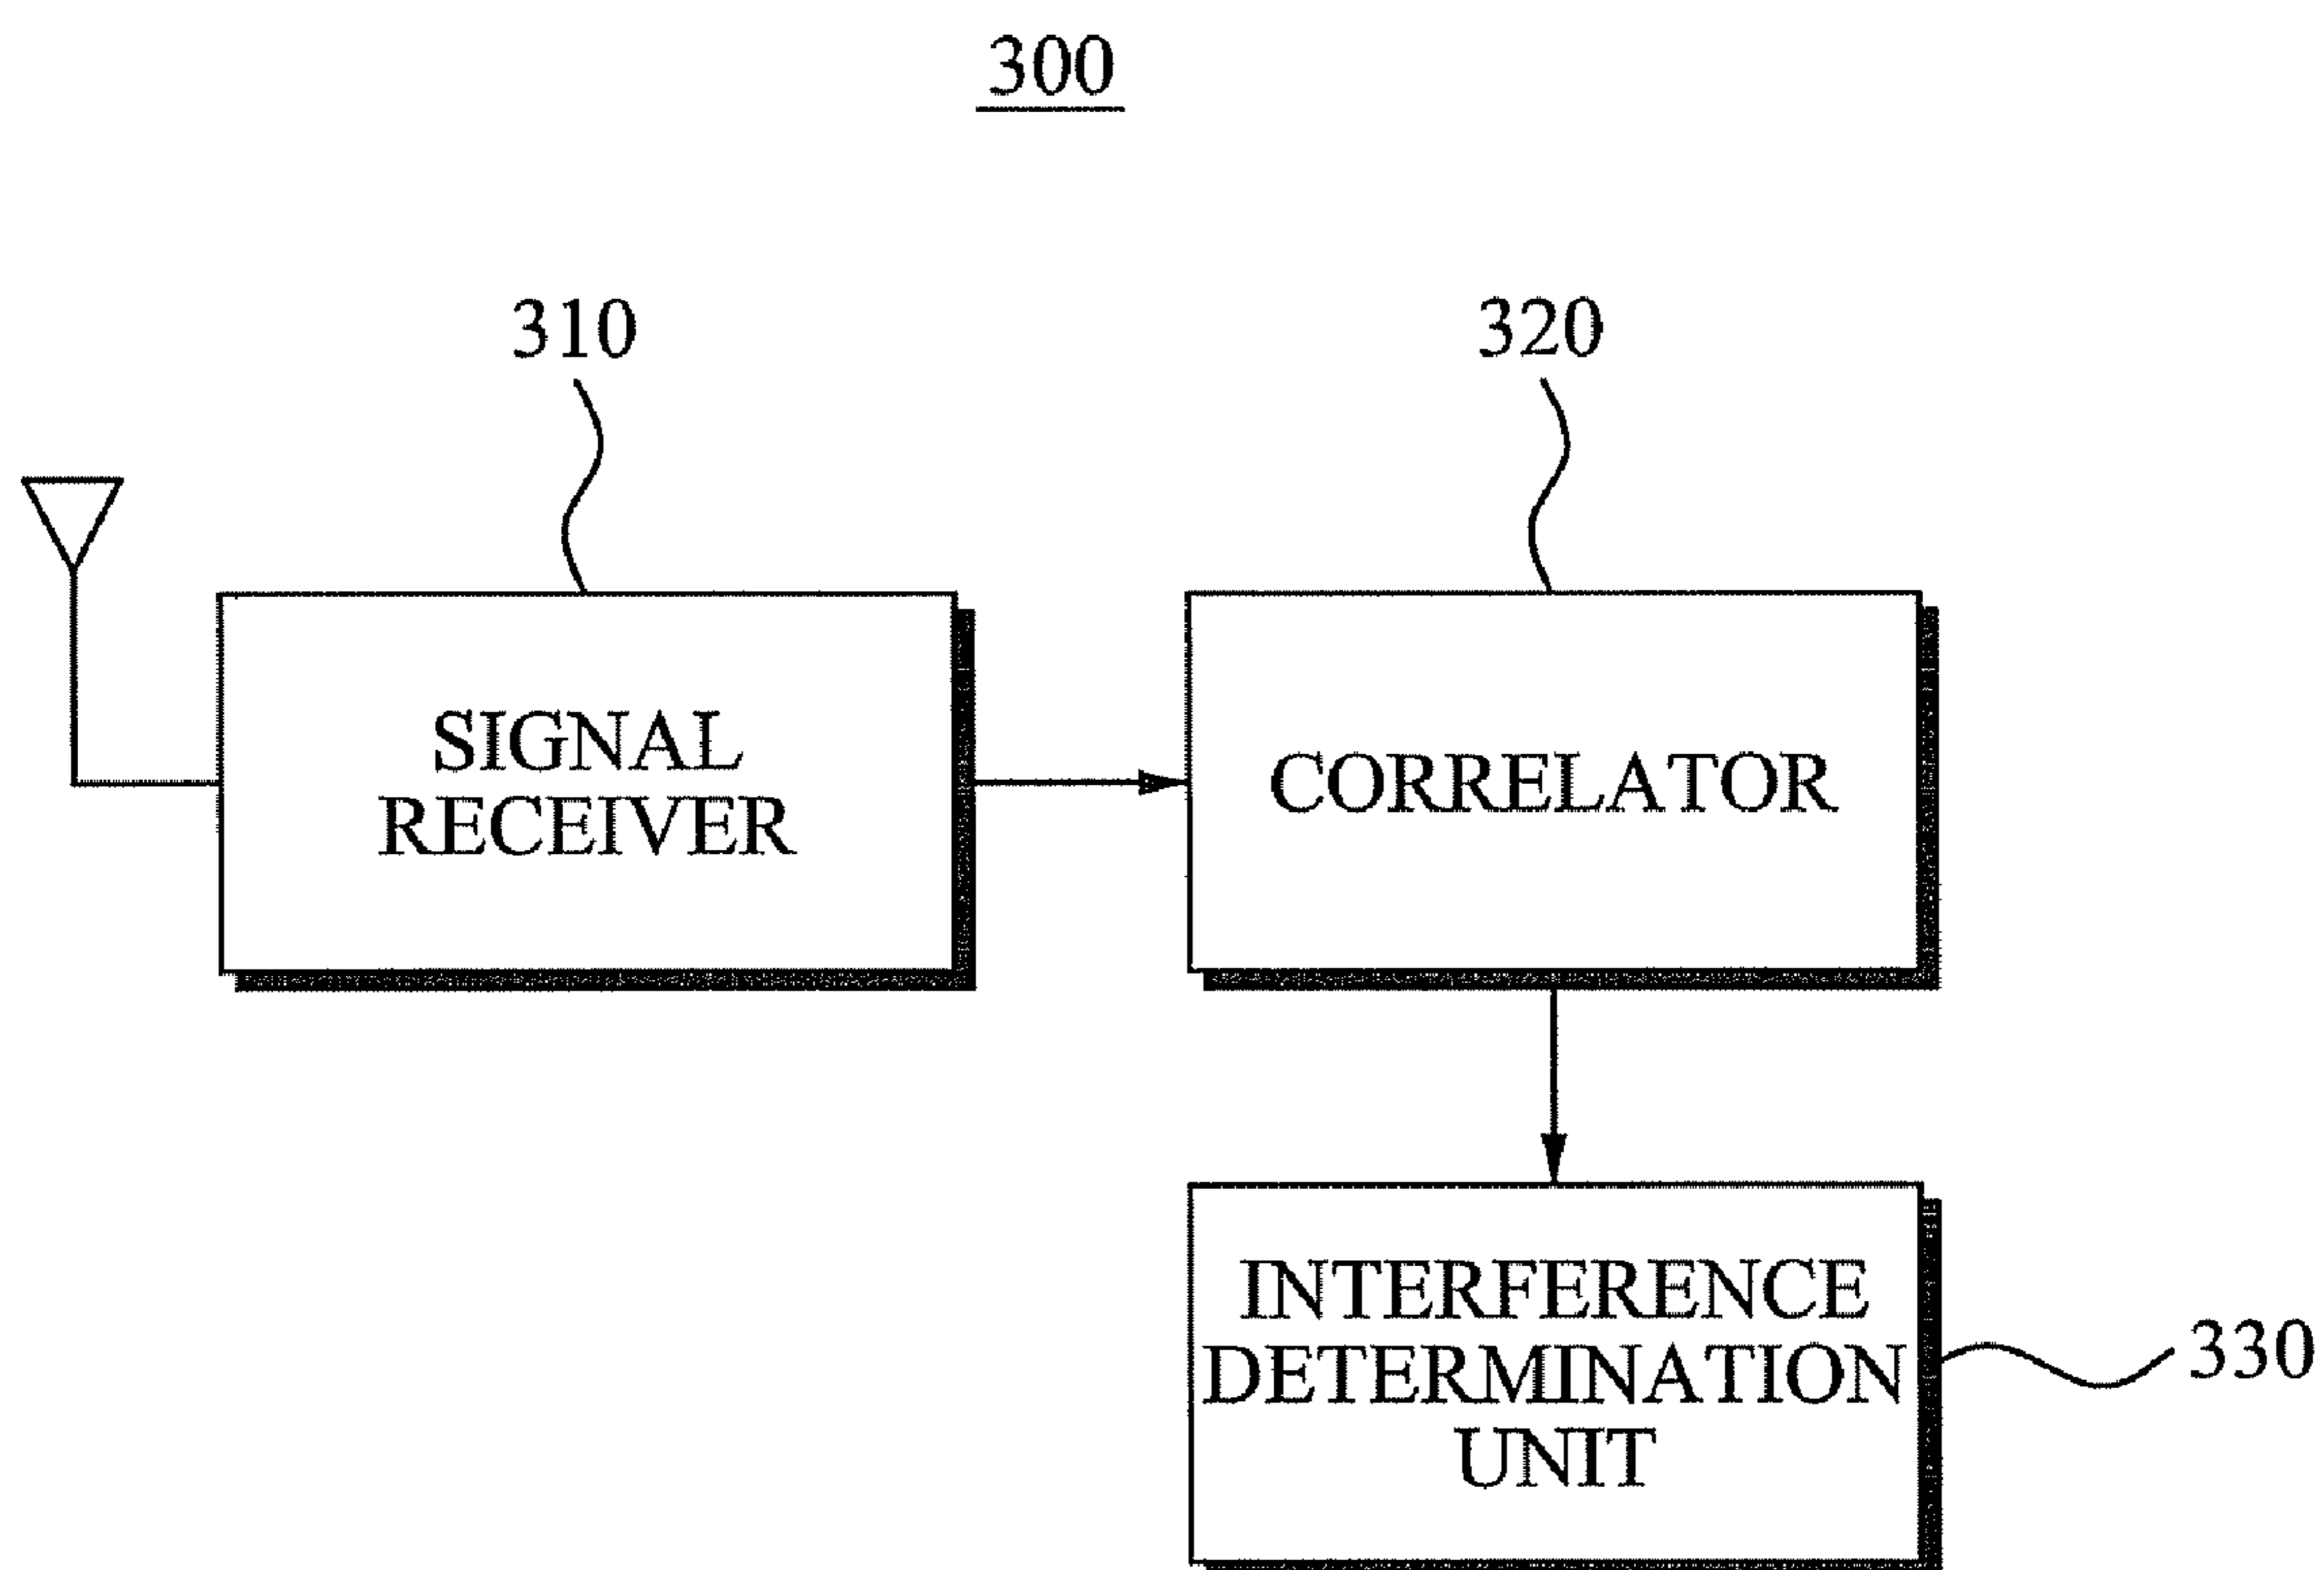 300
310
320
SIGNAL
RECEIVER
CORRELATOR
INTERFERENCE
DETERMINATION
UNIT
330